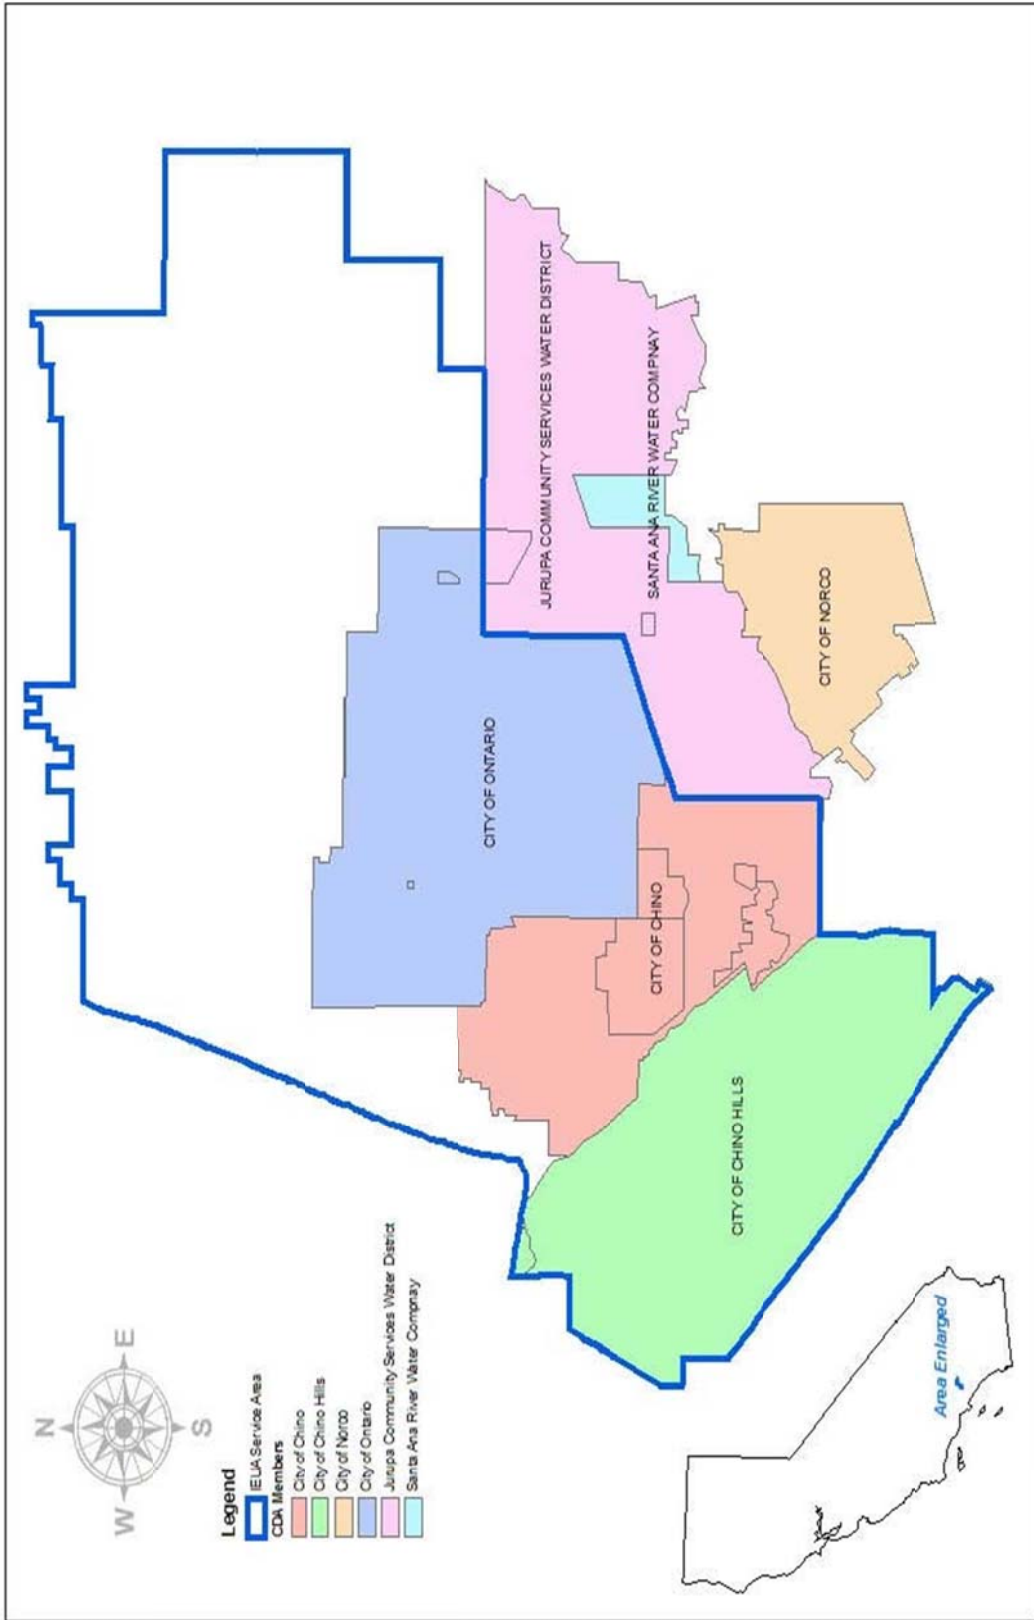 N
W
E
S
Legend
IEUA Service Area
CDA Members
City of Chino
City of Chino Hills
City of Norco
City of Ontario
Jurupa Community Services Water District
Santa Ana River Water Compnay
CITY OF ONTARIO
JURUPA COMMUNITY SERVICES WATER DISTRICT
SANTA ANA RIVER WATER COMPNAY
CITY OF CHINO
CITY OF NORCO
CITY OF CHINO HILLS
Area Enlarged